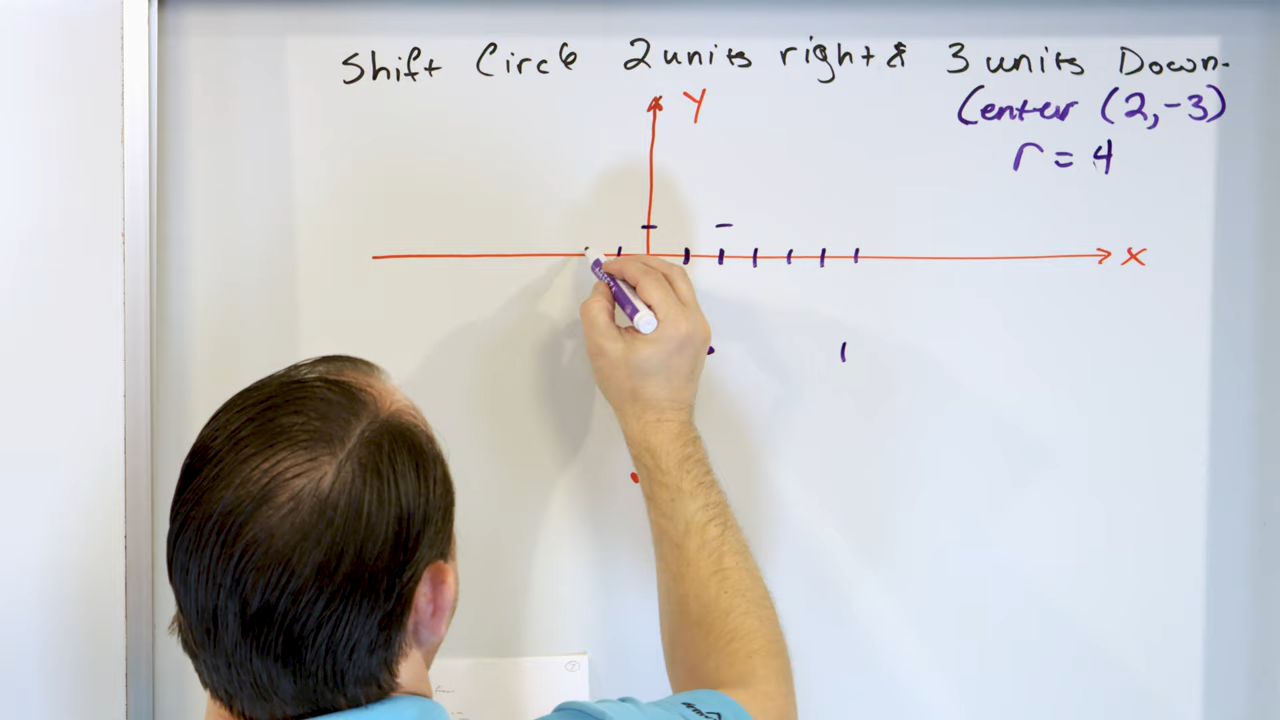 Shift Circle 2 units right & 3 units Down.
Center (2,-3)
r = 4
Y
X